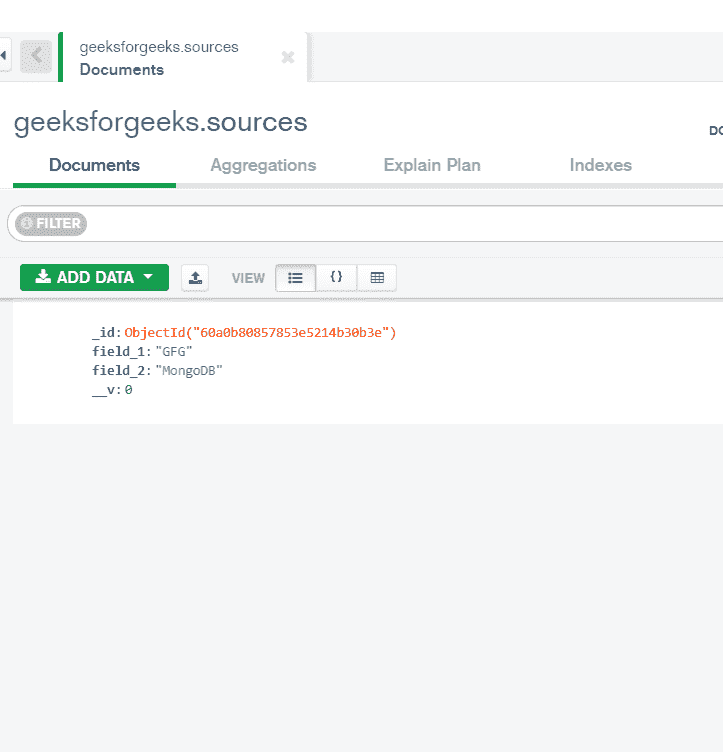 geeksforgeeks.sources
Documents
geeksforgeeks.sources
DO
Documents Aggregations Explain Plan Indexes
FILTER
ADD DATA VIEW {}
_id: ObjectId("60a0b80857853e5214b30b3e")
field_1: "GFG"
field_2: "MongoDB"
__v: 0